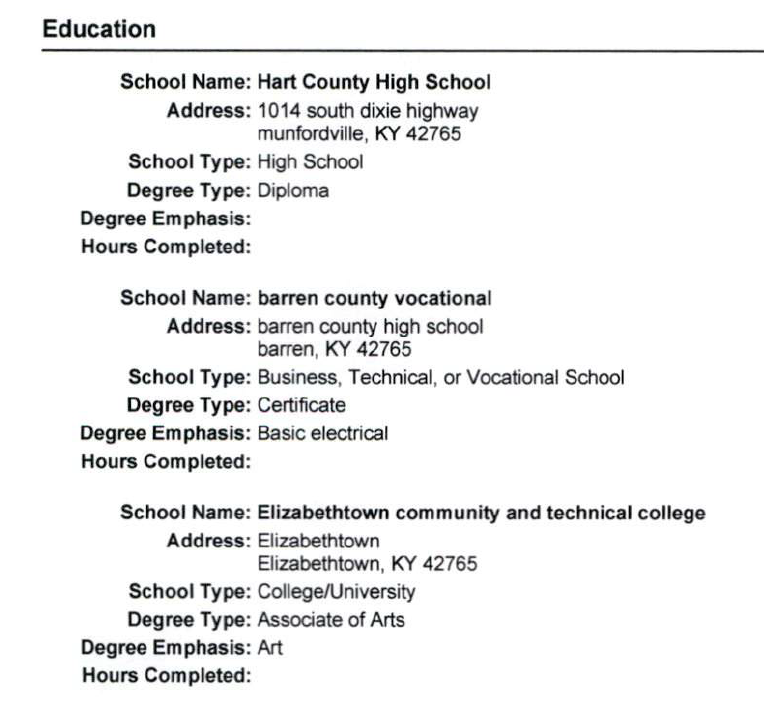 Education
School Name: Hart County High School
Address: 1014 south dixie highway
munfordville, KY 42765
School Type: High School
Degree Type: Diploma
Degree Emphasis:
Hours Completed:
School Name: barren county vocational
Address: barren county high school
barren, KY 42765
School Type: Business, Technical, or Vocational School
Degree Type: Certificate
Degree Emphasis: Basic electrical
Hours Completed:
School Name: Elizabethtown community and technical college
Address: Elizabethtown
Elizabethtown, KY 42765
School Type: College/University
Degree Type: Associate of Arts
Degree Emphasis: Art
Hours Completed: